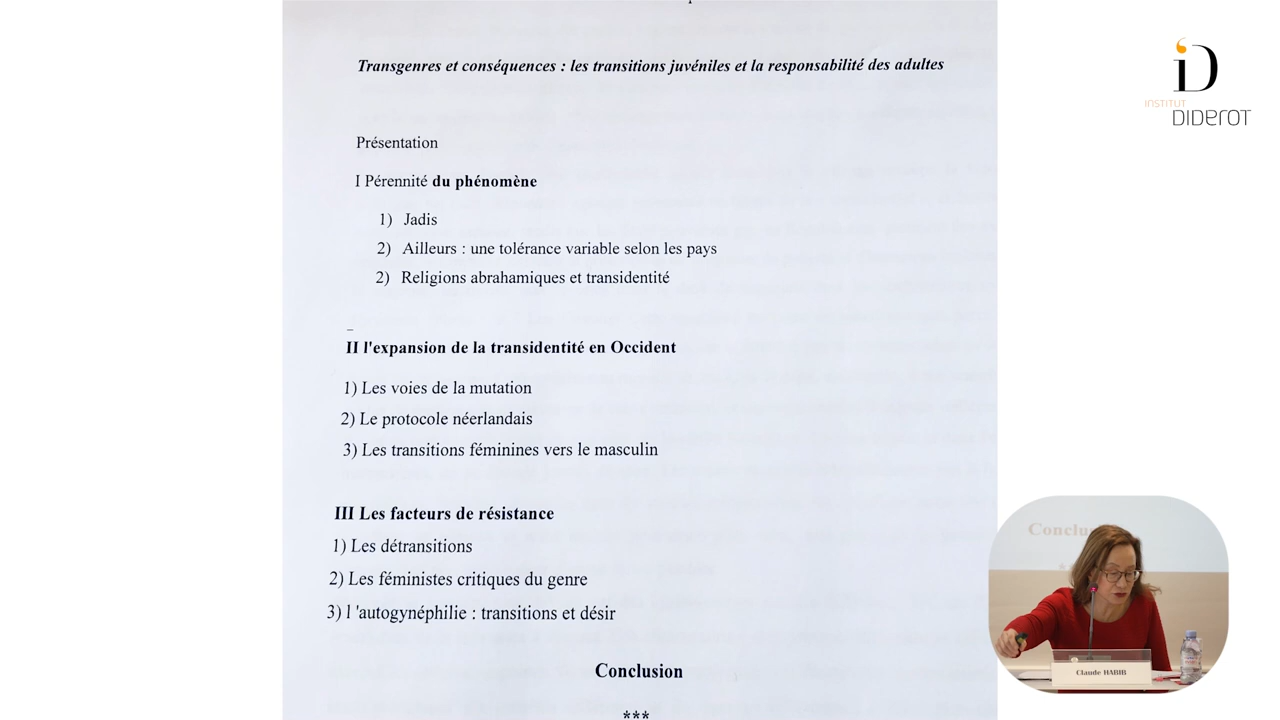 Transgenres et conséquences : les transitions juvéniles et la responsabilité des adultes
INSTITUT
DIDEROT
Présentation
I Pérennité du phénomène
1) Jadis
2) Ailleurs : une tolérance variable selon les pays
2) Religions abrahamiques et transidentité
II l'expansion de la transidentité en Occident
1) Les voies de la mutation
2) Le protocole néerlandais
3) Les transitions féminines vers le masculin
III Les facteurs de résistance
1) Les détransitions
2) Les féministes critiques du genre
3) l 'autogynéphilie : transitions et désir
Conclusion
***
Claude HABIB